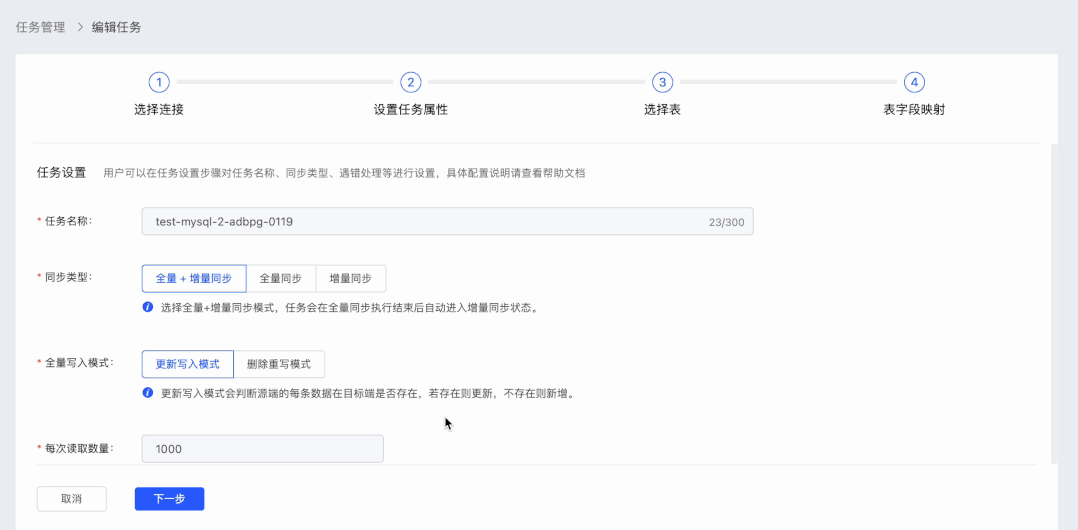 任务管理 > 编辑任务
1 2 3 4
选择连接 设置任务属性 选择表 表字段映射
任务设置 用户可以在任务设置步骤对任务名称、同步类型、遇错处理等进行设置，具体配置说明请查看帮助文档
* 任务名称: test-mysql-2-adbpg-0119 23/300
* 同步类型: 全量 + 增量同步 全量同步 增量同步
选择全量+增量同步模式，任务会在全量同步执行结束后自动进入增量同步状态。
* 全量写入模式: 更新写入模式 删除重写模式
更新写入模式会判断源端的每条数据在目标端是否存在，若存在则更新，不存在则新增。
* 每次读取数量: 1000
取消 下一步